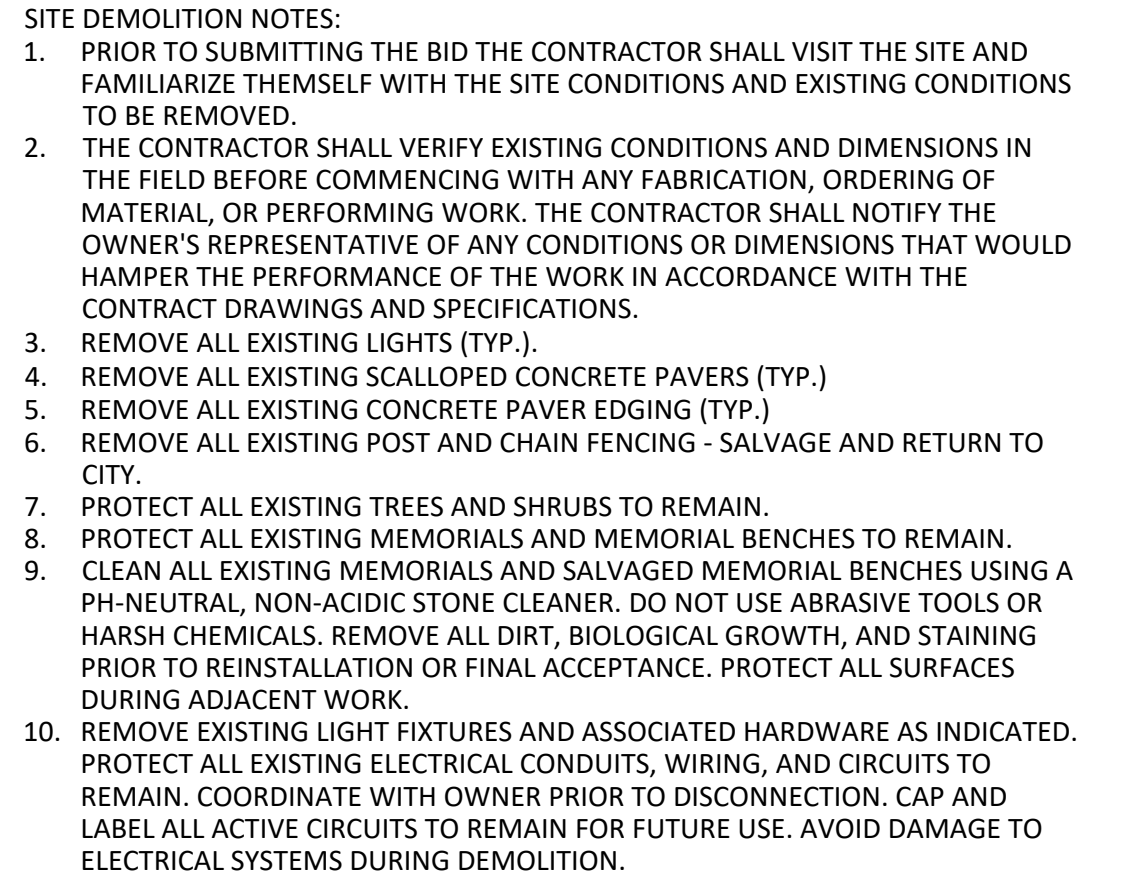 SITE DEMOLITION NOTES:
1. PRIOR TO SUBMITTING THE BID THE CONTRACTOR SHALL VISIT THE SITE AND
FAMILIARIZE THEMSELF WITH THE SITE CONDITIONS AND EXISTING CONDITIONS
TO BE REMOVED.
2. THE CONTRACTOR SHALL VERIFY EXISTING CONDITIONS AND DIMENSIONS IN
THE FIELD BEFORE COMMENCING WITH ANY FABRICATION, ORDERING OF
MATERIAL, OR PERFORMING WORK. THE CONTRACTOR SHALL NOTIFY THE
OWNER'S REPRESENTATIVE OF ANY CONDITIONS OR DIMENSIONS THAT WOULD
HAMPER THE PERFORMANCE OF THE WORK IN ACCORDANCE WITH THE
CONTRACT DRAWINGS AND SPECIFICATIONS.
3. REMOVE ALL EXISTING LIGHTS (TYP.).
4. REMOVE ALL EXISTING SCALLOPED CONCRETE PAVERS (TYP.)
5. REMOVE ALL EXISTING CONCRETE PAVER EDGING (TYP.)
6. REMOVE ALL EXISTING POST AND CHAIN FENCING - SALVAGE AND RETURN TO
CITY.
7. PROTECT ALL EXISTING TREES AND SHRUBS TO REMAIN.
8. PROTECT ALL EXISTING MEMORIALS AND MEMORIAL BENCHES TO REMAIN.
9. CLEAN ALL EXISTING MEMORIALS AND SALVAGED MEMORIAL BENCHES USING A
PH-NEUTRAL, NON-ACIDIC STONE CLEANER. DO NOT USE ABRASIVE TOOLS OR
HARSH CHEMICALS. REMOVE ALL DIRT, BIOLOGICAL GROWTH, AND STAINING
PRIOR TO REINSTALLATION OR FINAL ACCEPTANCE. PROTECT ALL SURFACES
DURING ADJACENT WORK.
10. REMOVE EXISTING LIGHT FIXTURES AND ASSOCIATED HARDWARE AS INDICATED.
PROTECT ALL EXISTING ELECTRICAL CONDUITS, WIRING, AND CIRCUITS TO
REMAIN. COORDINATE WITH OWNER PRIOR TO DISCONNECTION. CAP AND
LABEL ALL ACTIVE CIRCUITS TO REMAIN FOR FUTURE USE. AVOID DAMAGE TO
ELECTRICAL SYSTEMS DURING DEMOLITION.